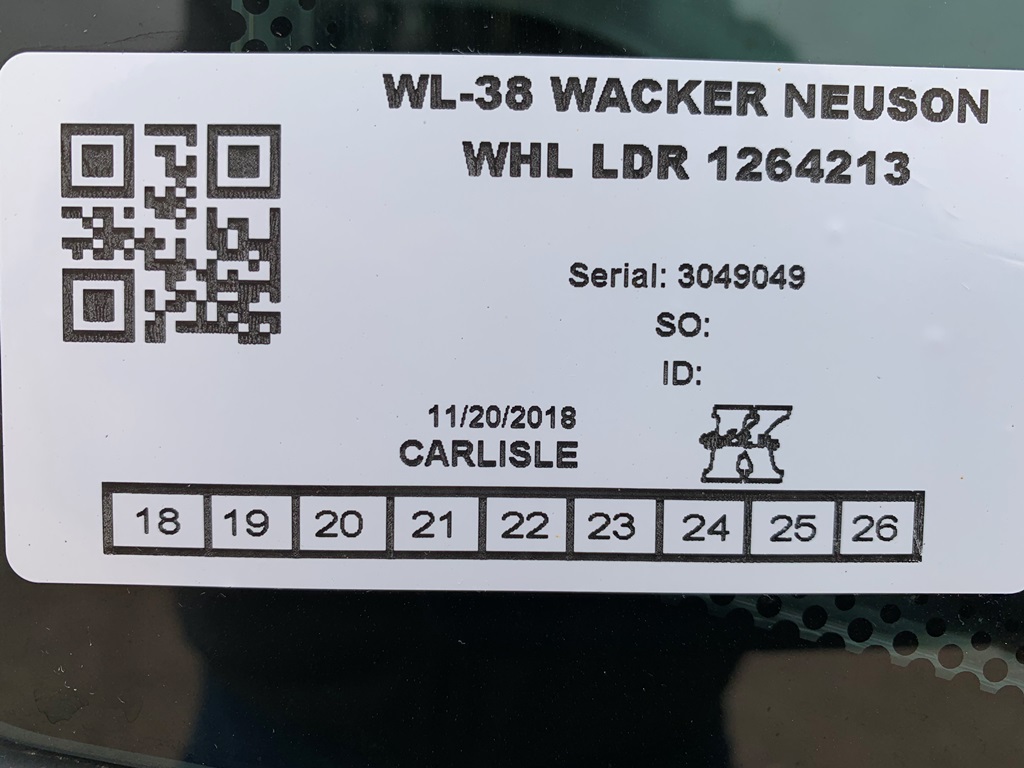 WL-38 WACKER NEUSON
WHL LDR 1264213
Serial: 3049049
SO:
ID:
11/20/2018
CARLISLE
18 19 20 21 22 23 24 25 26